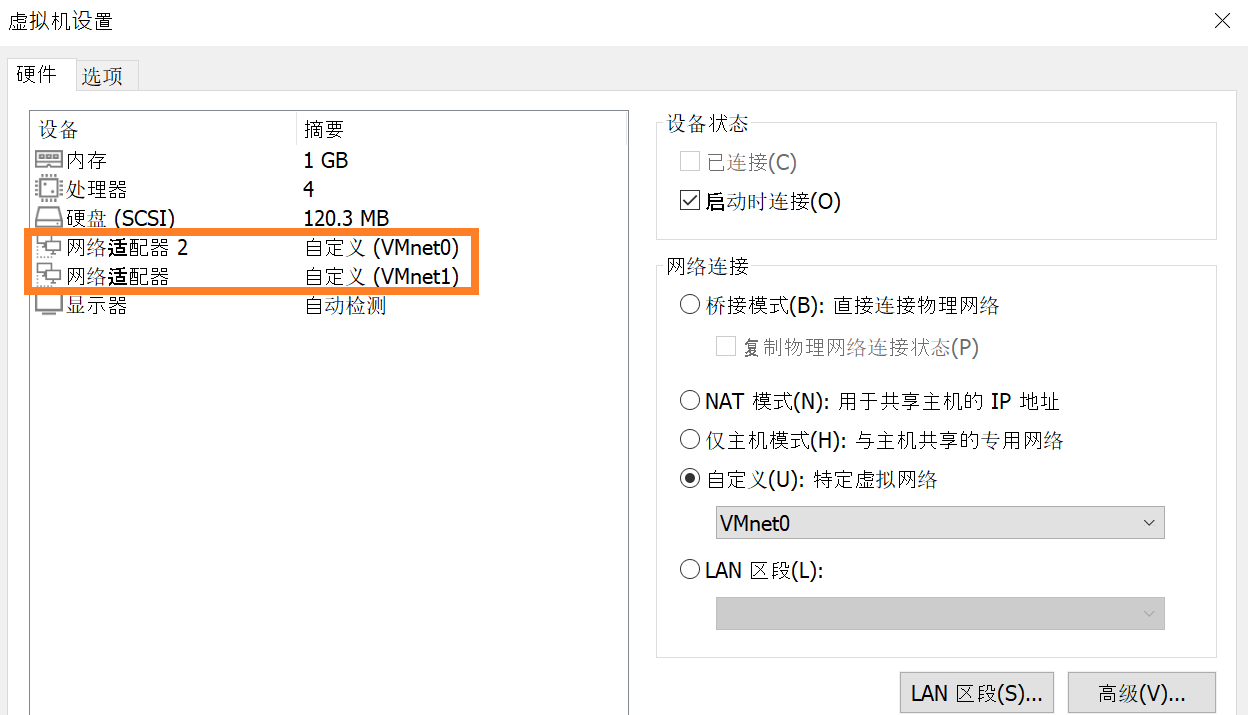 虚拟机设置
硬件 选项
设备 摘要
内存 1 GB
处理器 4
硬盘 (SCSI) 120.3 MB
网络适配器 2 自定义 (VMnet0)
网络适配器 自定义 (VMnet1)
显示器 自动检测
设备状态
已连接(C)
启动时连接(O)
网络连接
桥接模式(B): 直接连接物理网络
复制物理网络连接状态(P)
NAT 模式(N): 用于共享主机的 IP 地址
仅主机模式(H): 与主机共享的专用网络
自定义(U): 特定虚拟网络
VMnet0
LAN 区段(L):
LAN 区段(S)... 高级(V)...